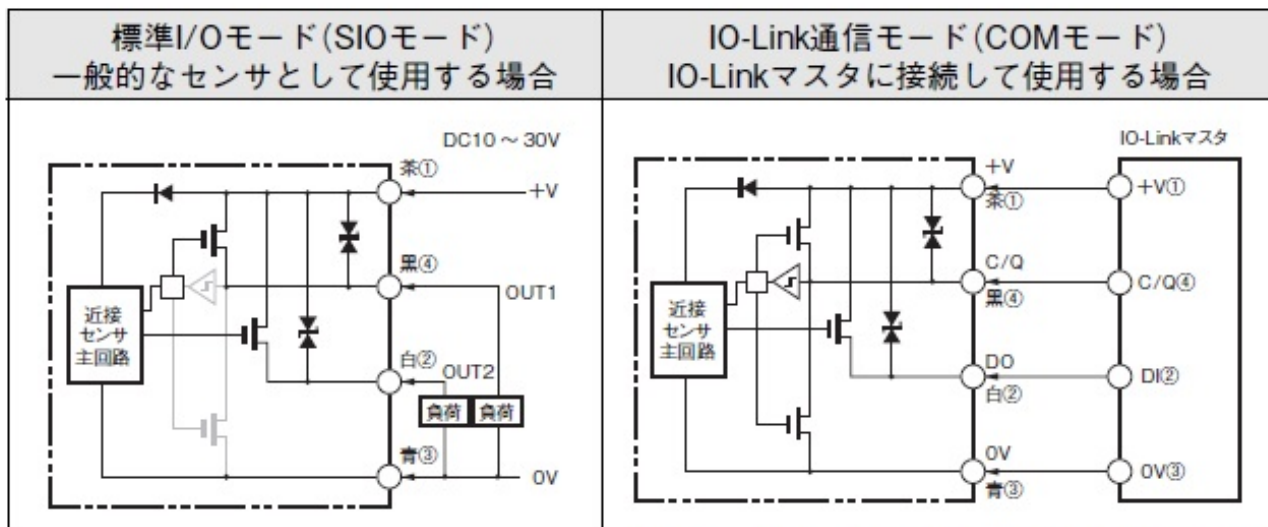 標準I/Oモード(SIOモード)
一般的なセンサとして使用する場合
IO-Link通信モード(COMモード)
IO-Linkマスタに接続して使用する場合
DC10～30V
茶①
+V
黒④
OUT1
近接
センサ
主回路
白②
OUT2
負荷
負荷
青③
0V
IO-Linkマスタ
+V
茶①
+V①
C/Q
黒④
C/Q④
近接
センサ
主回路
DO
白②
DI②
0V
青③
0V③